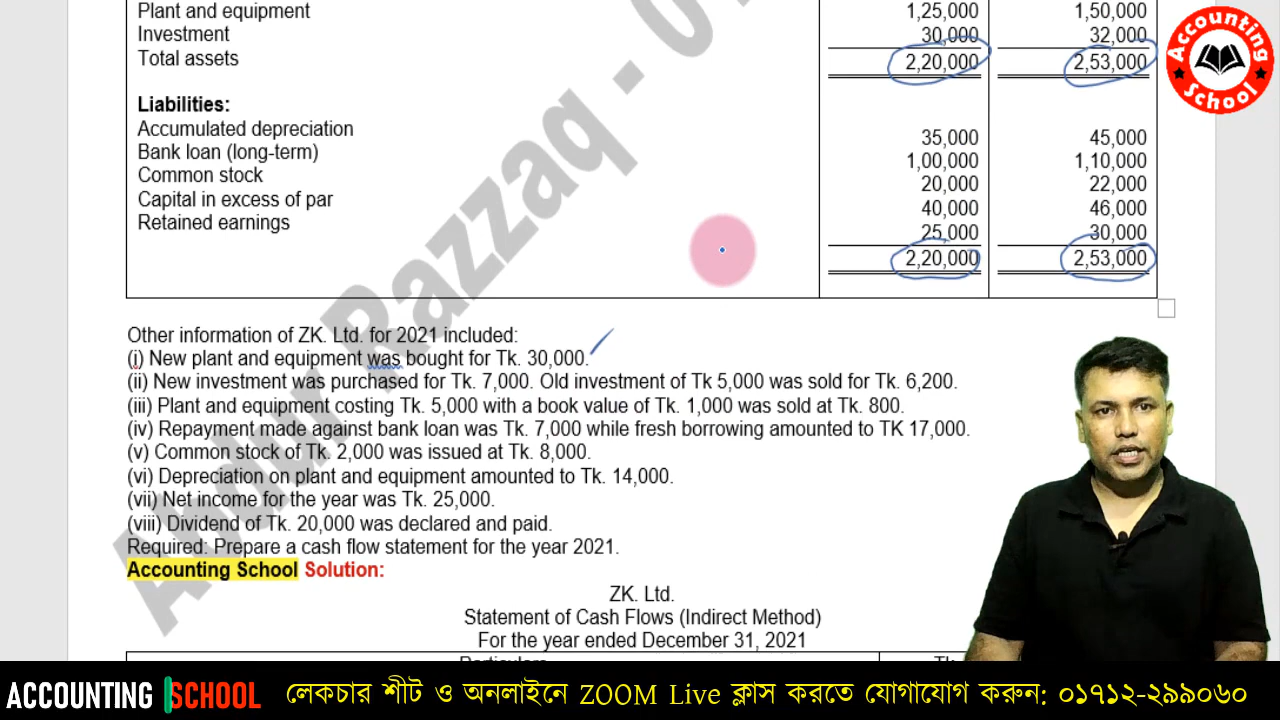 Plant and equipment 1,25,000 1,50,000
Investment 30,000 32,000
Total assets 2,20,000 2,53,000
Liabilities:
Accumulated depreciation 35,000 45,000
Bank loan (long-term) 1,00,000 1,10,000
Common stock 20,000 22,000
Capital in excess of par 40,000 46,000
Retained earnings 25,000 30,000
2,20,000 2,53,000
Other information of ZK. Ltd. for 2021 included:
(i) New plant and equipment was bought for Tk. 30,000.
(ii) New investment was purchased for Tk. 7,000. Old investment of Tk 5,000 was sold for Tk. 6,200.
(iii) Plant and equipment costing Tk. 5,000 with a book value of Tk. 1,000 was sold at Tk. 800.
(iv) Repayment made against bank loan was Tk. 7,000 while fresh borrowing amounted to TK 17,000.
(v) Common stock of Tk. 2,000 was issued at Tk. 8,000.
(vi) Depreciation on plant and equipment amounted to Tk. 14,000.
(vii) Net income for the year was Tk. 25,000.
(viii) Dividend of Tk. 20,000 was declared and paid.
Required: Prepare a cash flow statement for the year 2021.
Accounting School Solution:
ZK. Ltd.
Statement of Cash Flows (Indirect Method)
For the year ended December 31, 2021
Particulars Tk
Abdur Razzaq - 01
Accounting School
ACCOUNTING SCHOOL লেকচার শীট ও অনলাইনে ZOOM Live ক্লাস করতে যোগাযোগ করুন: ০১৭১২-২৯৯০৬০